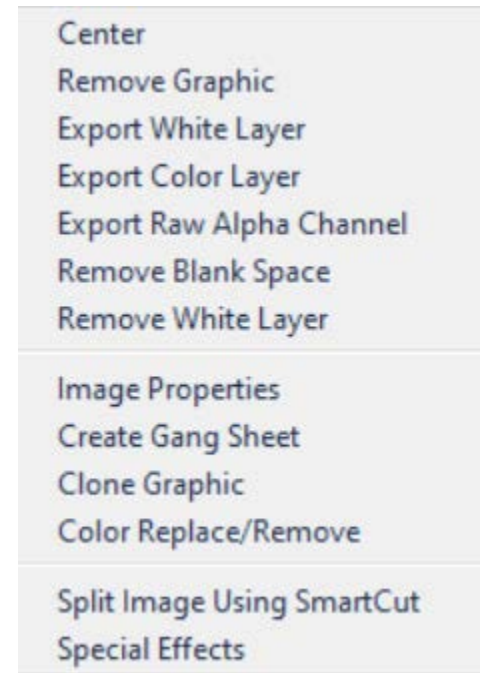 Center
Remove Graphic
Export White Layer
Export Color Layer
Export Raw Alpha Channel
Remove Blank Space
Remove White Layer
Image Properties
Create Gang Sheet
Clone Graphic
Color Replace/Remove
Split Image Using SmartCut
Special Effects